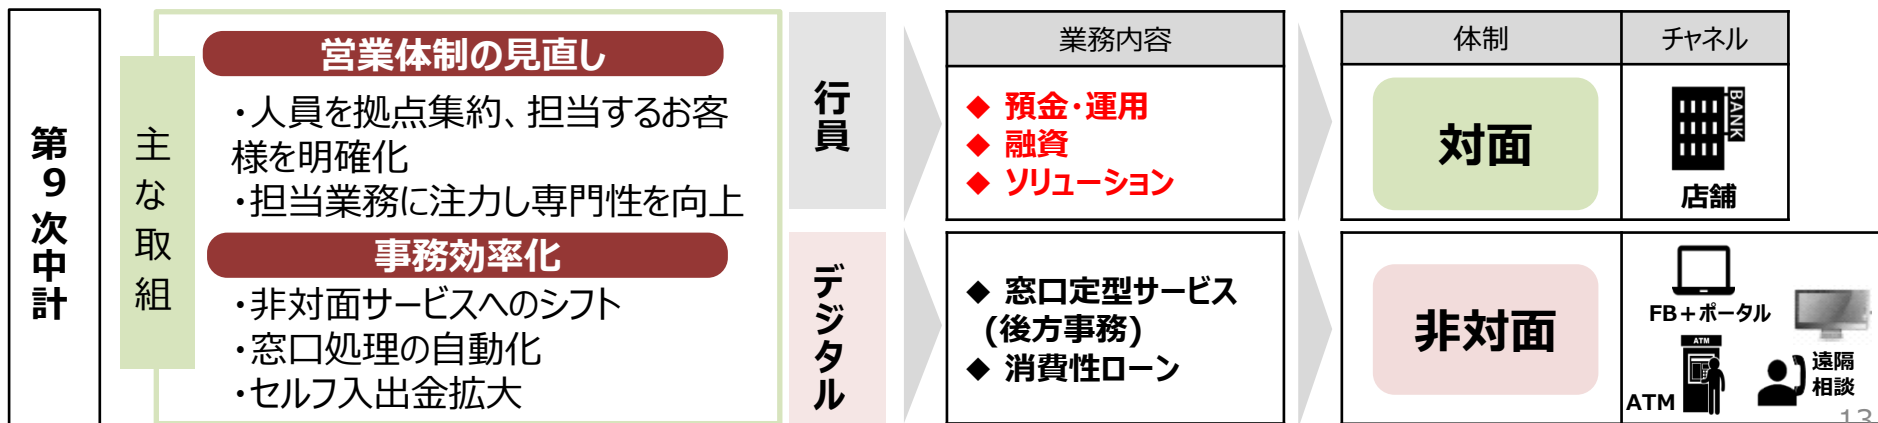 第9次中計
主な取組
営業体制の見直し
・人員を拠点集約、担当するお客
様を明確化
・担当業務に注力し専門性を向上
事務効率化
・非対面サービスへのシフト
・窓口処理の自動化
・セルフ入出金拡大
行員
デジタル
業務内容
◆ 預金・運用
◆ 融資
◆ ソリューション
◆ 窓口定型サービス
(後方事務)
◆ 消費性ローン
体制
チャネル
対面
BANK
店舗
非対面
FB+ポータル
ATM
ATM
遠隔
相談
13